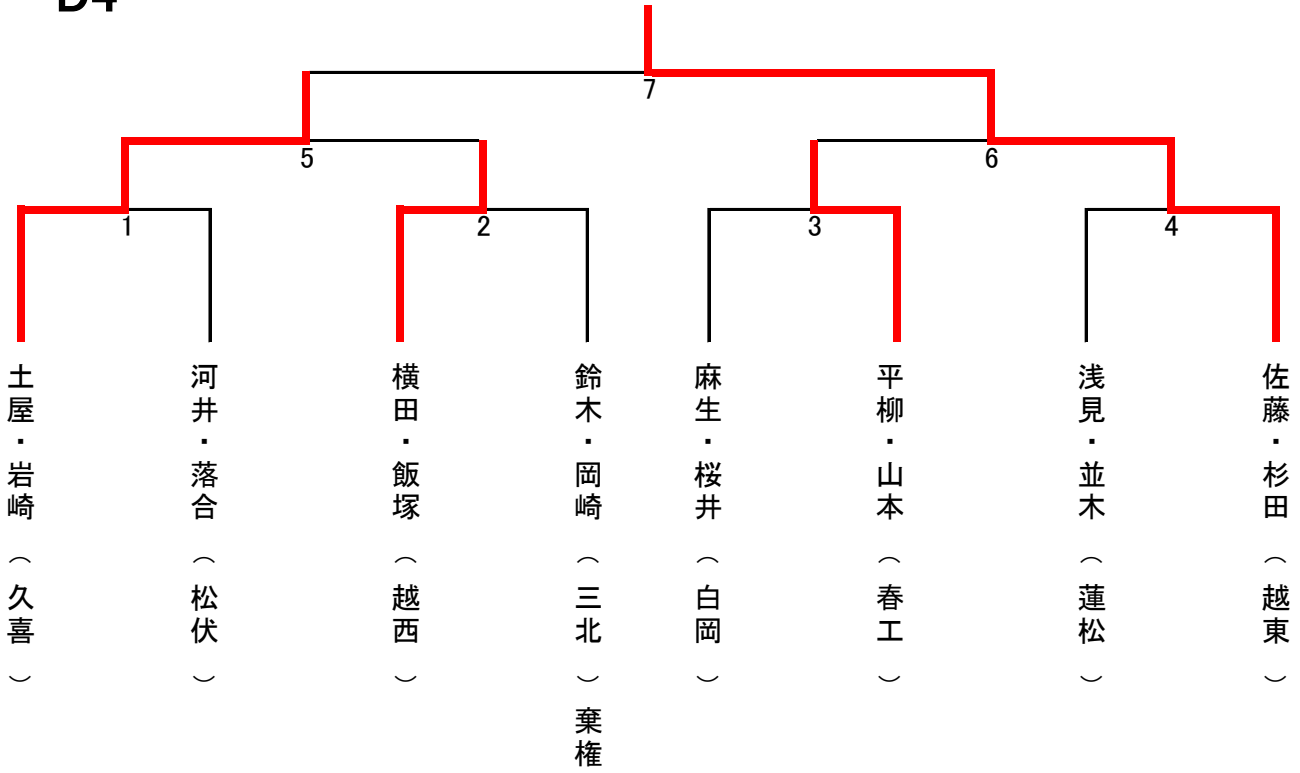 D4
7
5
6
1
2
3
4
土屋・岩崎（久喜）
河井・落合（松伏）
横田・飯塚（越西）
鈴木・岡崎（三北）棄権
麻生・桜井（白岡）
平柳・山本（春工）
浅見・並木（蓮松）
佐藤・杉田（越東）